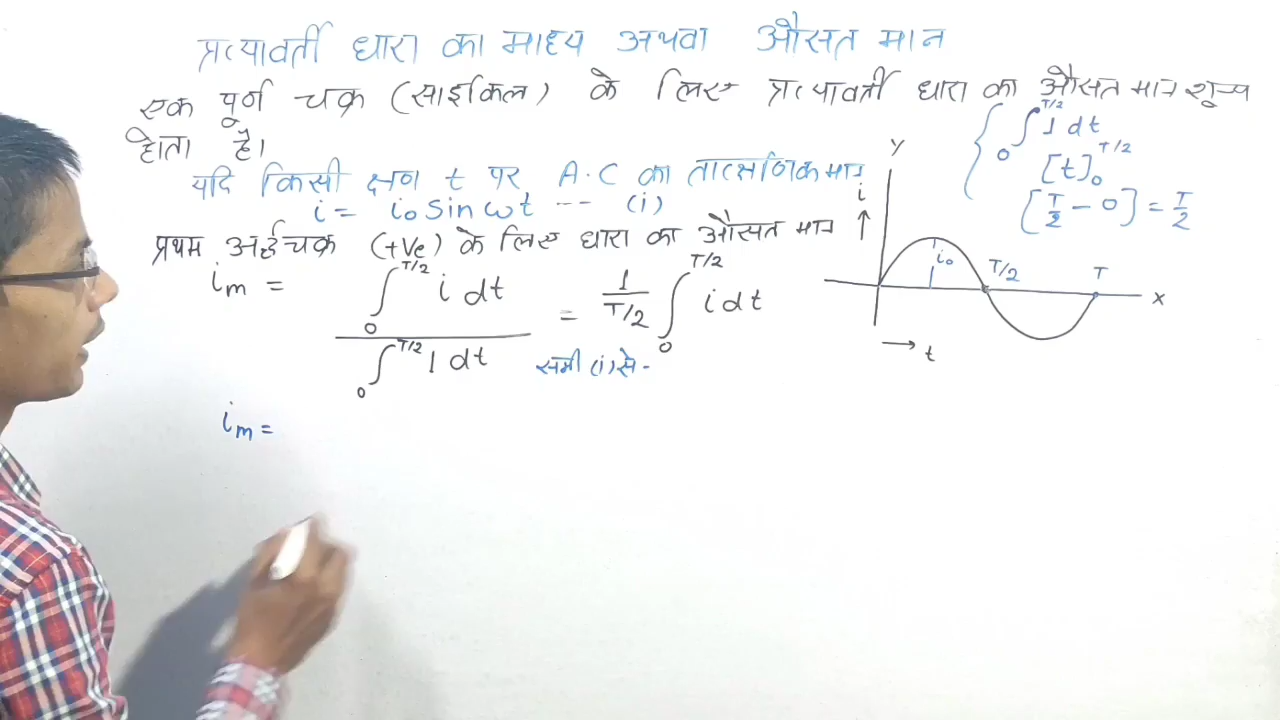 प्रत्यावर्ती धारा का माध्य अथवा औसत मान
एक पूर्ण चक्र (साइकिल) के लिए प्रत्यावर्ती धारा का औसत मान शून्य
होता है।
यदि किसी क्षण t पर A.C का तात्क्षणिक मान
i = i₀ sin ωt --- (i)
प्रथम अर्द्धचक्र (+Ve) के लिए धारा का औसत मान
iₘ = ∫₀^T/2 i dt / ∫₀^T/2 1 dt = 1/T/2 ∫₀^T/2 i dt
समी (i) से -
iₘ =
{ ∫₀^T/2 1 dt
[t]₀^T/2
[T/2 - 0] = T/2
Y
i ↑
i₀
T/2
T
X
→ t